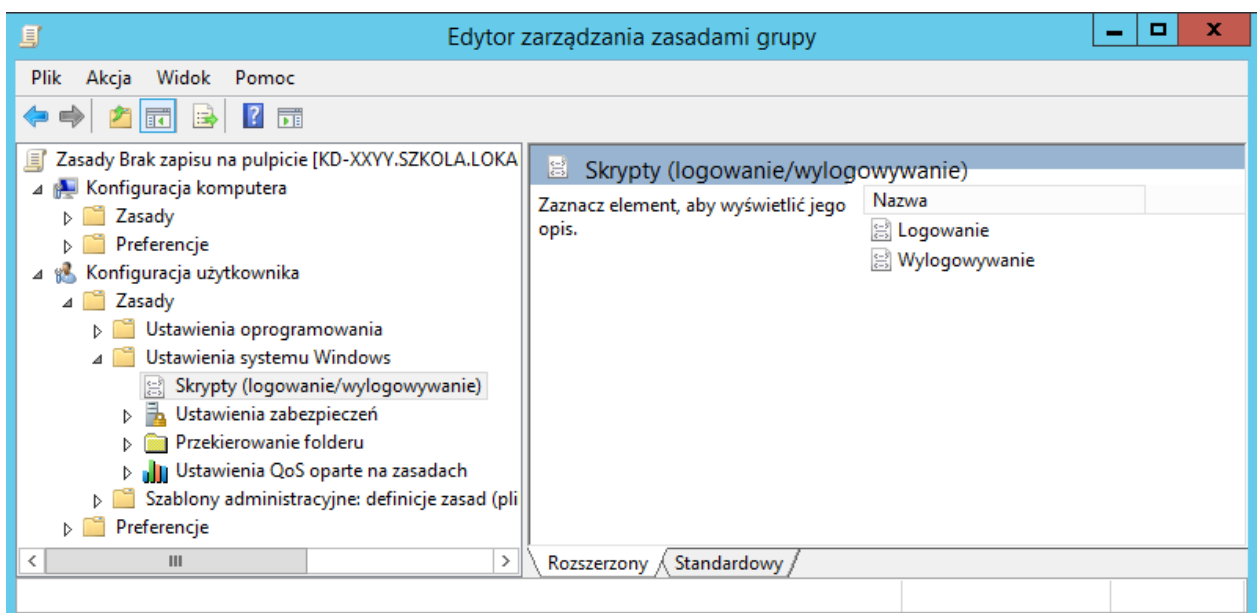 Edytor zarządzania zasadami grupy
Plik Akcja Widok Pomoc
Zasady Brak zapisu na pulpicie [KD-XXYY.SZKOLA.LOKA
Konfiguracja komputera
Zasady
Preferencje
Konfiguracja użytkownika
Zasady
Ustawienia oprogramowania
Ustawienia systemu Windows
Skrypty (logowanie/wylogowywanie)
Ustawienia zabezpieczeń
Przekierowanie folderu
Ustawienia QoS oparte na zasadach
Szablony administracyjne: definicje zasad (pli
Preferencje
Skrypty (logowanie/wylogowywanie)
Zaznacz element, aby wyświetlić jego
opis.
Nazwa
Logowanie
Wylogowywanie
Rozszerzony Standardowy